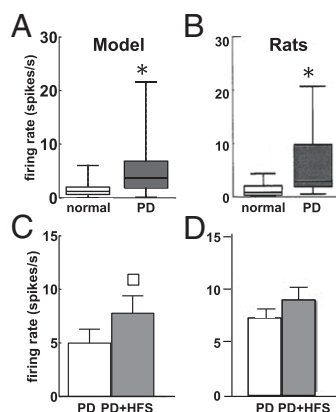 A
B
Model
Rats
firing rate (spikes/s)
30
20
10
0
*
normal PD
30
20
10
0
*
normal PD
C
D
firing rate (spikes/s)
15
10
5
0
PD PD+HFS
15
10
5
0
PD PD+HFS